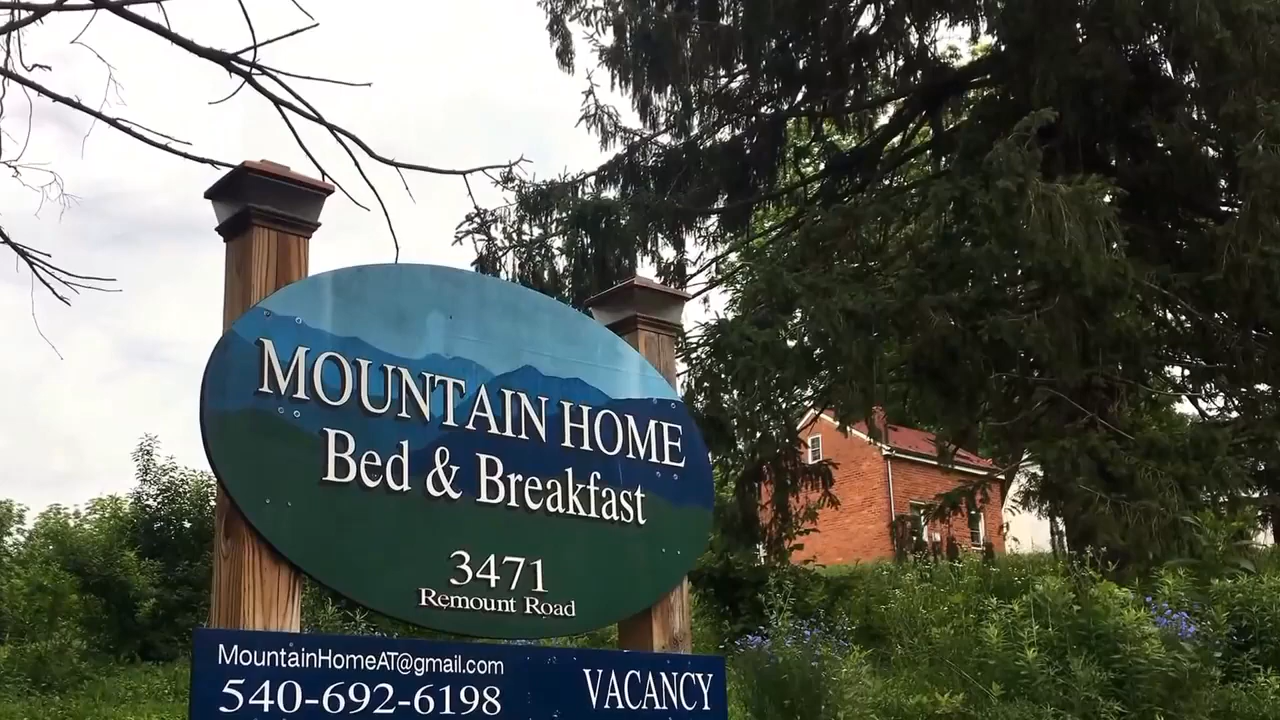 MOUNTAIN HOME
Bed & Breakfast
3471
Remount Road
MountainHomeAT@gmail.com
540-692-6198
VACANCY